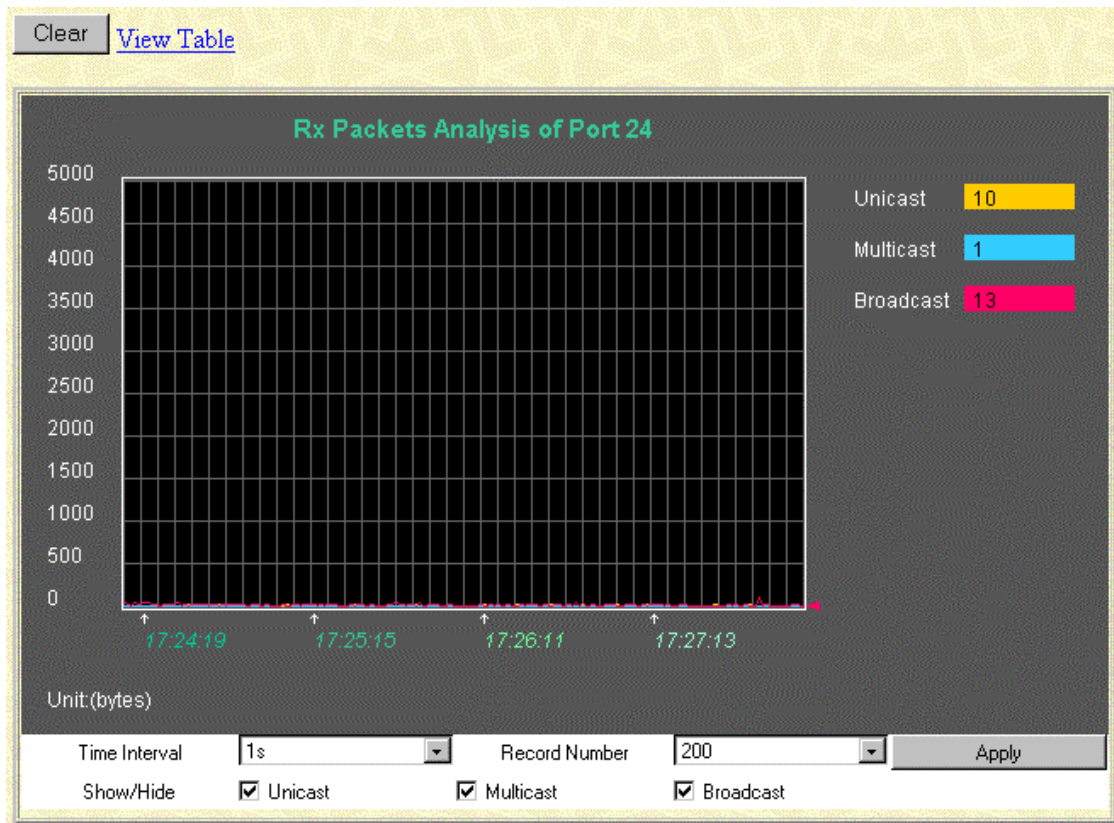 Clear View Table
Rx Packets Analysis of Port 24
5000
4500
4000
3500
3000
2500
2000
1500
1000
500
0
Unicast 10
Multicast 1
Broadcast 13
17:24:19 17:25:15 17:26:11 17:27:13
Unit:(bytes)
Time Interval 1s Record Number 200 Apply
Show/Hide Unicast Multicast Broadcast